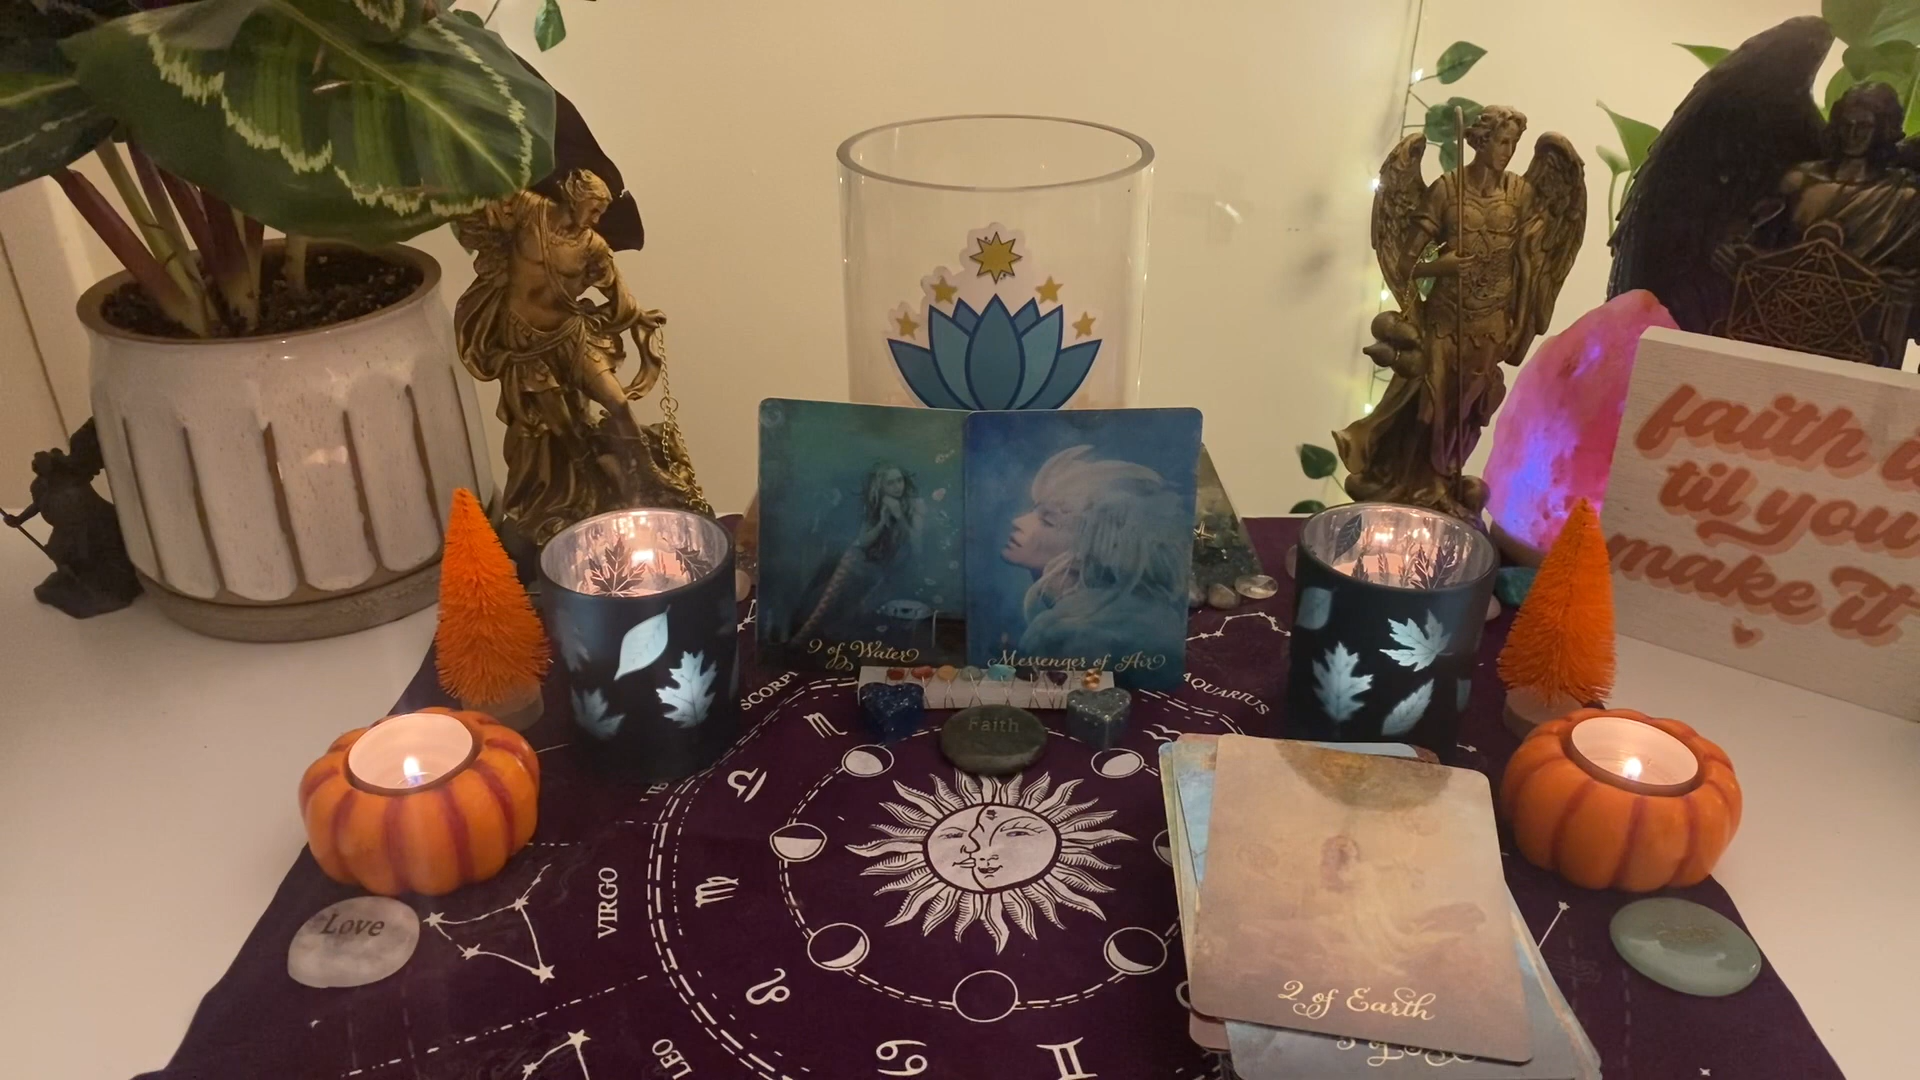 faith it
til you
make it
9 of Water
Messenger of Air
SCORPI
AQUARIUS
Faith
VIRGO
Love
LEO
2 of Earth